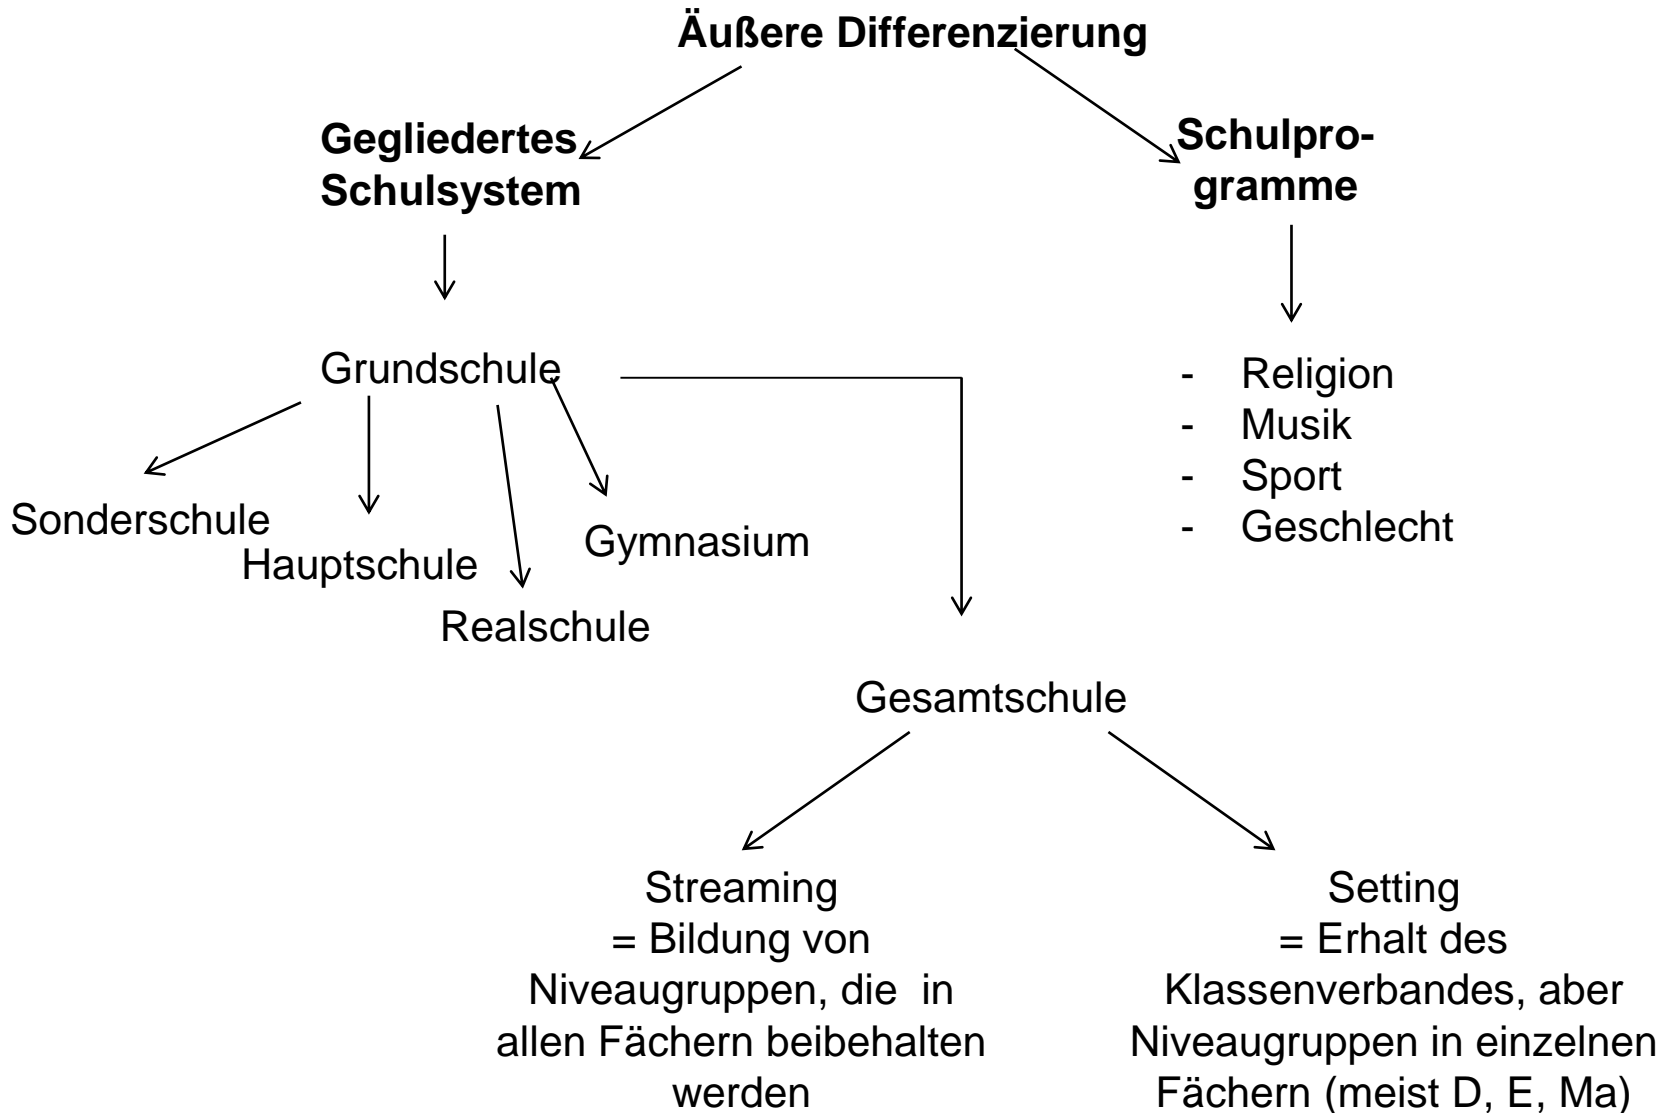 Äußere Differenzierung
Gegliedertes
Schulsystem
Schulpro-
gramme
Grundschule
- Religion
- Musik
- Sport
- Geschlecht
Sonderschule
Hauptschule
Realschule
Gymnasium
Gesamtschule
Streaming
= Bildung von
Niveaugruppen, die in
allen Fächern beibehalten
werden
Setting
= Erhalt des
Klassenverbandes, aber
Niveaugruppen in einzelnen
Fächern (meist D, E, Ma)